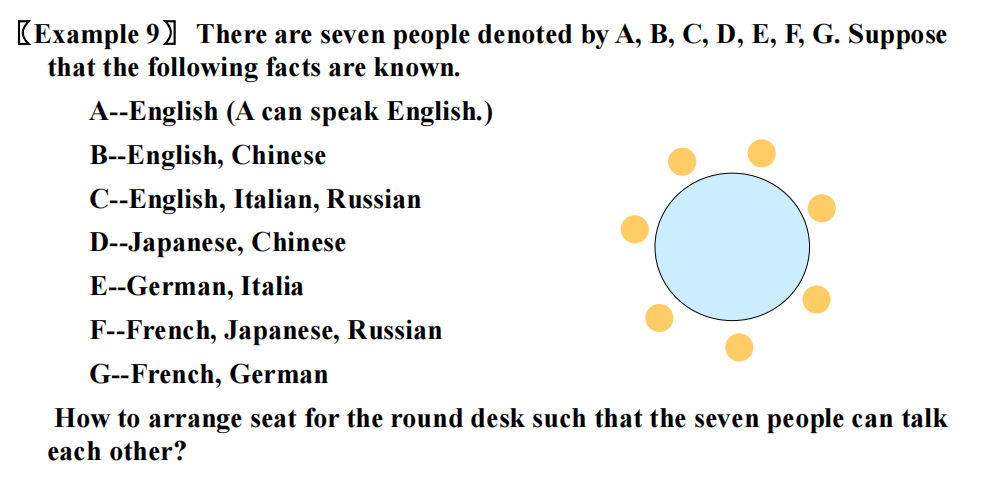 〖Example 9〗 There are seven people denoted by A, B, C, D, E, F, G. Suppose
that the following facts are known.
A--English (A can speak English.)
B--English, Chinese
C--English, Italian, Russian
D--Japanese, Chinese
E--German, Italia
F--French, Japanese, Russian
G--French, German
How to arrange seat for the round desk such that the seven people can talk
each other?